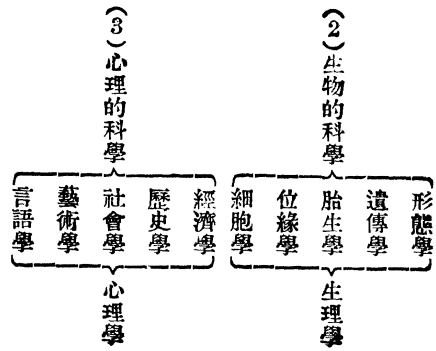 (2)生物的科學
形態學
遺傳學
胎生學
位緣學
細胞學
生理學
(3)心理的科學
經濟學
歷史學
社會學
藝術學
言語學
心理學